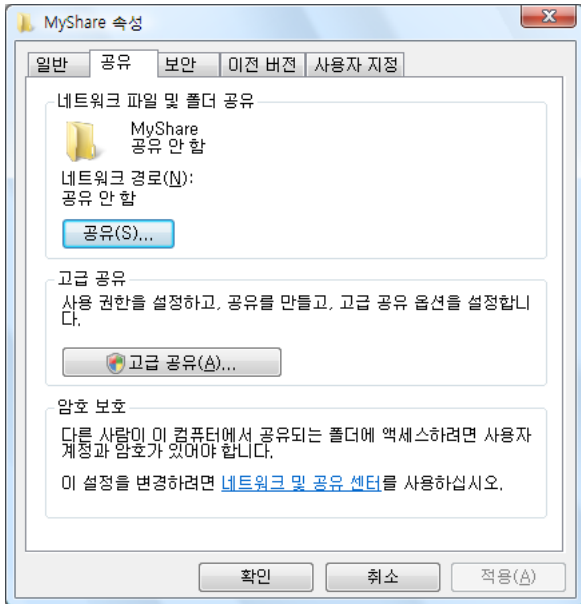 MyShare 속성
일반 공유 보안 이전 버전 사용자 지정
네트워크 파일 및 폴더 공유
MyShare
공유 안 함
네트워크 경로(N):
공유 안 함
공유(S)...
고급 공유
사용 권한을 설정하고, 공유를 만들고, 고급 공유 옵션을 설정합니
다.
고급 공유(A)...
암호 보호
다른 사람이 이 컴퓨터에서 공유되는 폴더에 액세스하려면 사용자
계정과 암호가 있어야 합니다.
이 설정을 변경하려면 네트워크 및 공유 센터를 사용하십시오.
확인 취소 적용(A)